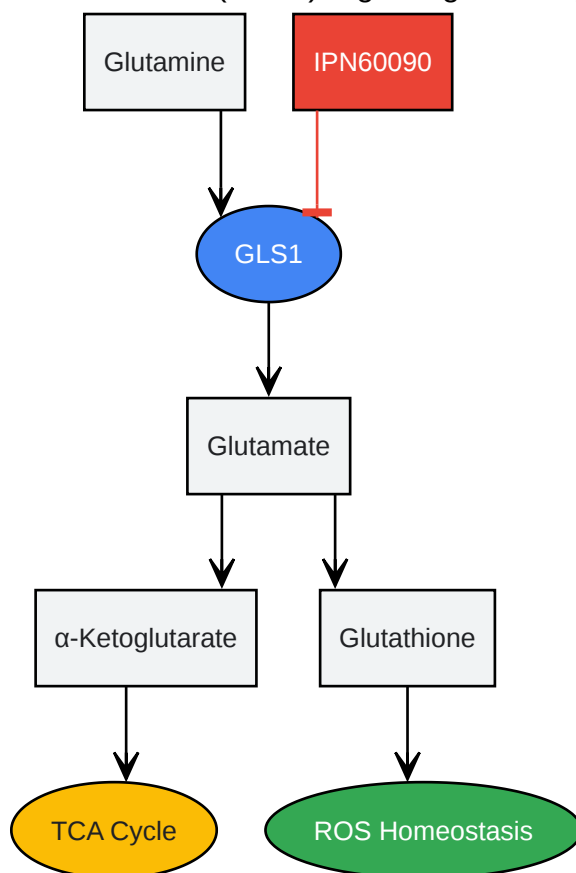 Glutamine
IPN60090
GLS1
Glutamate
α-Ketoglutarate
Glutathione
TCA Cycle
ROS Homeostasis